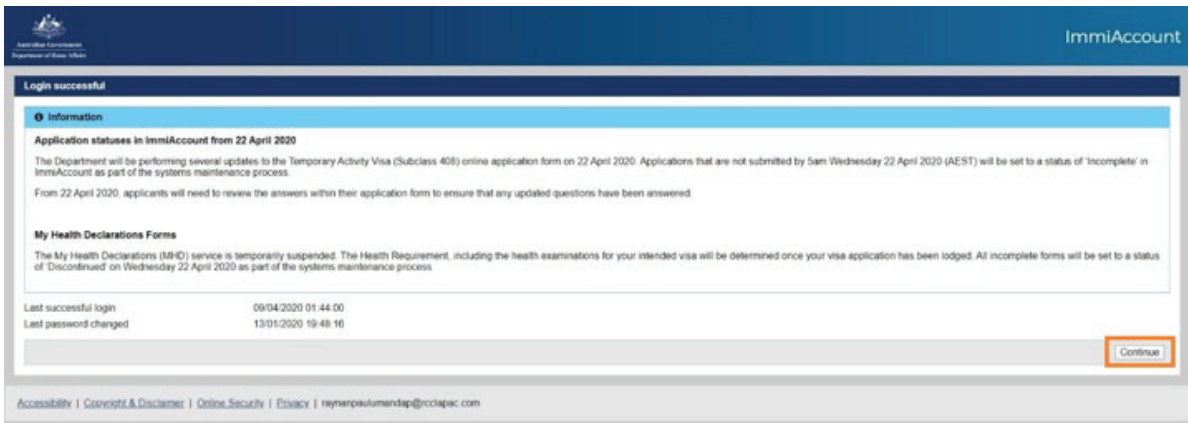 Australian Government
Department of Home Affairs
ImmiAccount
Login successful
Information
Application statuses in ImmiAccount from 22 April 2020
The Department will be performing several updates to the Temporary Activity Visa (Subclass 408) online application form on 22 April 2020. Applications that are not submitted by 5am Wednesday 22 April 2020 (AEST) will be set to a status of 'Incomplete' in
ImmiAccount as part of the systems maintenance process.
From 22 April 2020, applicants will need to review the answers within their application form to ensure that any updated questions have been answered.
My Health Declarations Forms
The My Health Declarations (MHD) service is temporarily suspended. The Health Requirement, including the health examinations for your intended visa will be determined once your visa application has been lodged. All incomplete forms will be set to a status
of 'Discontinued' on Wednesday 22 April 2020 as part of the systems maintenance process
Last successful login 09/04/2020 01:44:00
Last password changed 13/01/2020 19:48:16
Continue
Accessibility | Copyright & Disclaimer | Online Security | Privacy | raynanpaulumandap@rcclapac.com